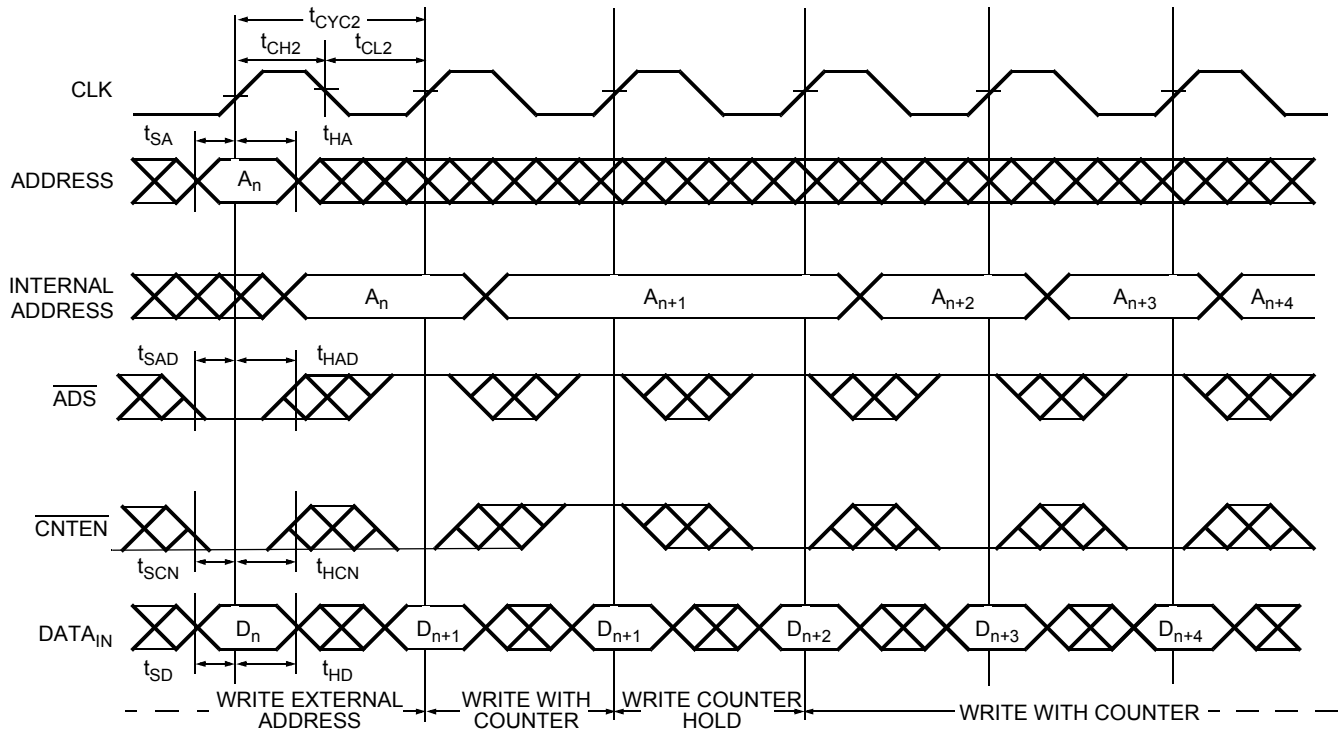 tCYC2
tCH2 tCL2
CLK
tSA tHA
ADDRESS An
INTERNAL
ADDRESS
An An+1 An+2 An+3 An+4
tSAD tHAD
ADS
CNTEN
tSCN tHCN
DATAIN Dn Dn+1 Dn+1 Dn+2 Dn+3 Dn+4
tSD tHD
WRITE EXTERNAL
ADDRESS
WRITE WITH
COUNTER
WRITE COUNTER
HOLD
WRITE WITH COUNTER